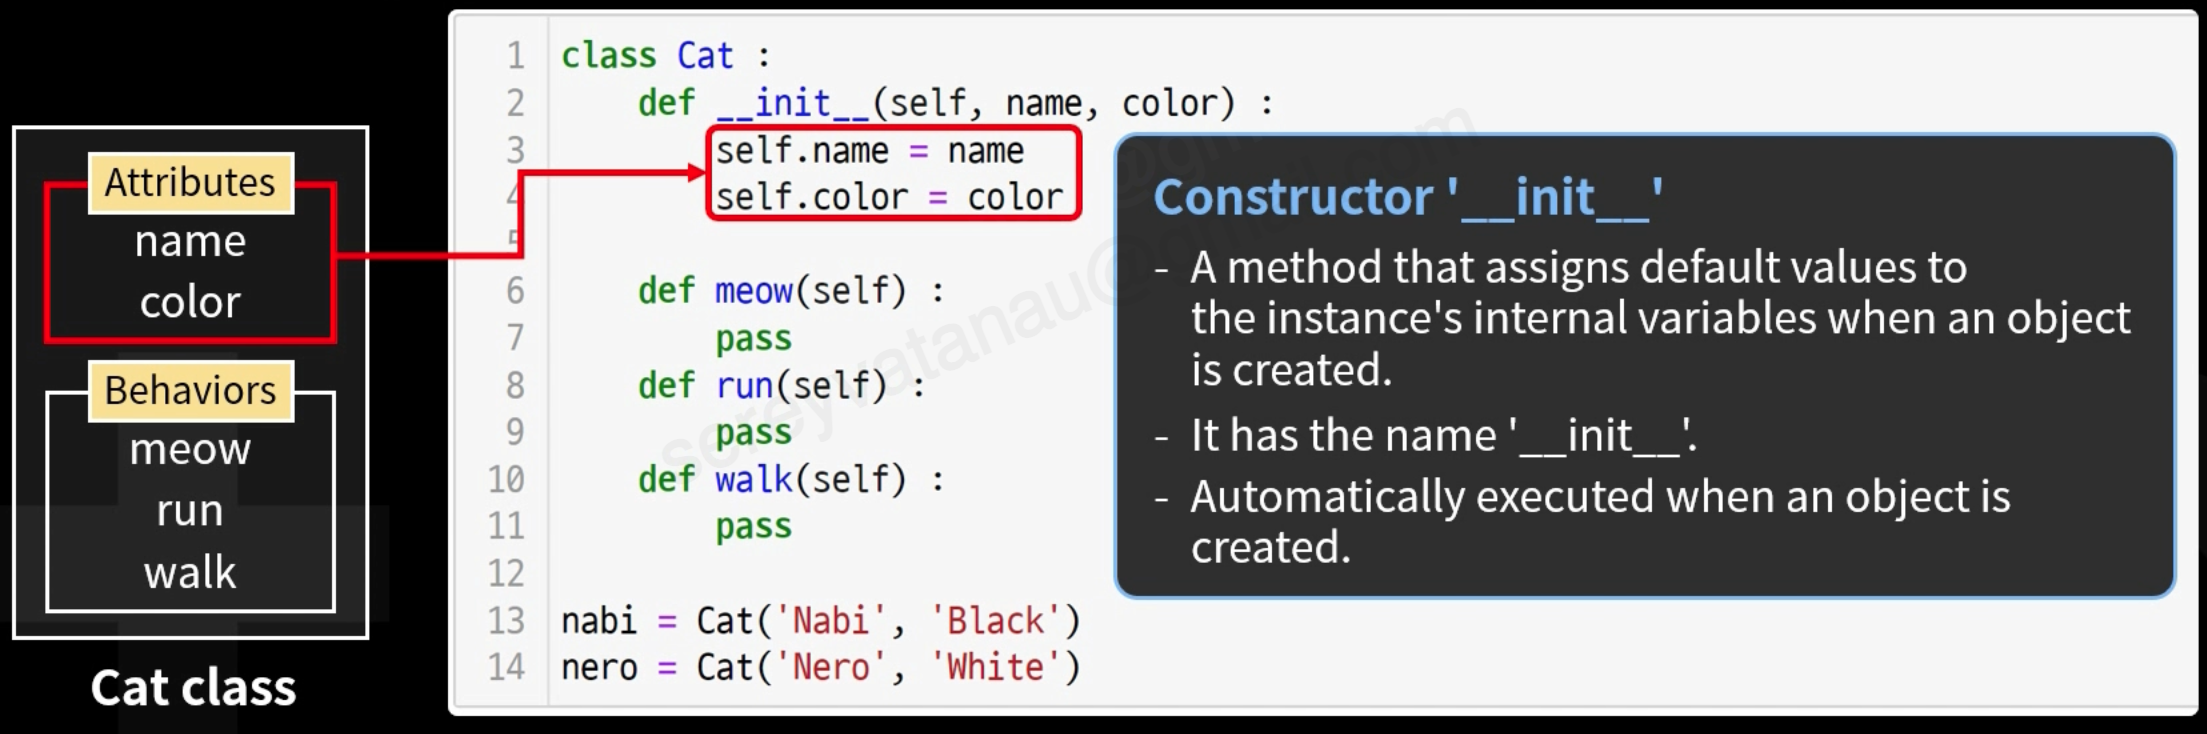 Attributes
name
color
Behaviors
meow
run
walk
Cat class
1 class Cat :
2     def __init__(self, name, color) :
3         self.name = name
4         self.color = color
5
6     def meow(self) :
7         pass
8     def run(self) :
9         pass
10     def walk(self) :
11         pass
12
13 nabi = Cat('Nabi', 'Black')
14 nero = Cat('Nero', 'White')
Constructor '__init__'
- A method that assigns default values to
the instance's internal variables when an object
is created.
- It has the name '__init__'.
- Automatically executed when an object is
created.
sereyvatanau@gmail.com